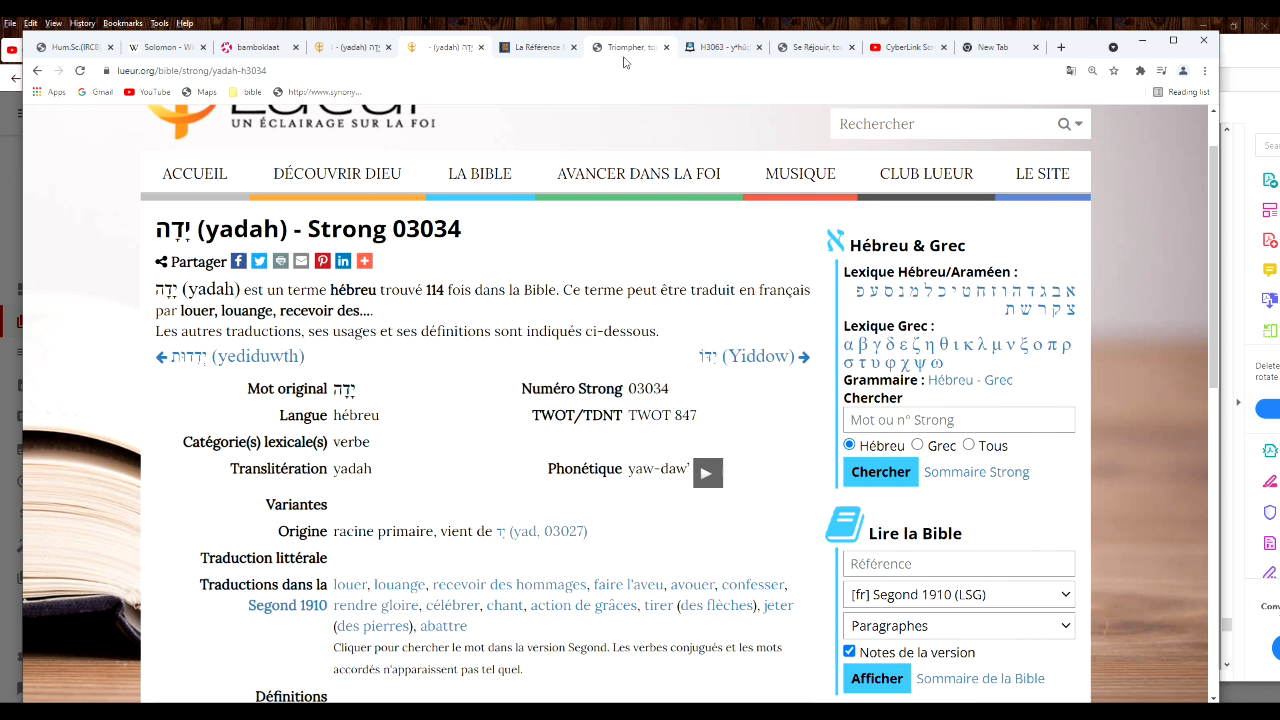 File Edit View History Bookmarks Tools Help
Hum.Sc.(IRCB
Solomon - Wi
bamboklaat
- (yadah) יָדָה
- (yadah) יָדָה
La Référence B
Triompher, to
H3063 - yᵊhûḏ
Se Réjouir, to
CyberLink Scr
New Tab
lueur.org/bible/strong/yadah-h3034
Apps Gmail YouTube Maps bible http://www.synony...
Reading list
UN ÉCLAIRAGE SUR LA FOI
Rechercher
ACCUEIL DÉCOUVRIR DIEU LA BIBLE AVANCER DANS LA FOI MUSIQUE CLUB LUEUR LE SITE
יָדָה (yadah) - Strong 03034
Partager
יָדָה (yadah) est un terme hébreu trouvé 114 fois dans la Bible. Ce terme peut être traduit en français
par louer, louange, recevoir des....
Les autres traductions, ses usages et ses définitions sont indiqués ci-dessous.
יְדִדוּת (yediduwth)
יִדּוֹ (Yiddow)
Mot original יָדָה
Numéro Strong 03034
Langue hébreu
TWOT/TDNT TWOT 847
Catégorie(s) lexicale(s) verbe
Translitération yadah
Phonétique yaw-daw'
Variantes
Origine racine primaire, vient de יָד (yad, 03027)
Traduction littérale
Traductions dans la Segond 1910 louer, louange, recevoir des hommages, faire l'aveu, avouer, confesser,
rendre gloire, célébrer, chant, action de grâces, tirer (des flèches), jeter
(des pierres), abattre
Cliquer pour chercher le mot dans la version Segond. Les verbes conjugués et les mots
accordés n'apparaissent pas tel quel.
Définitions
א Hébreu & Grec
Lexique Hébreu/Araméen :
א ב ג ד ה ו ז ח ט י כ ל מ נ ס ע פ
צ ק ר ש ת
Lexique Grec :
α β γ δ ε ζ η θ ι κ λ μ ν ξ ο π ρ
σ τ υ φ χ ψ ω
Grammaire : Hébreu - Grec
Chercher
Mot ou n° Strong
Hébreu Grec Tous
Chercher Sommaire Strong
Lire la Bible
Référence
[fr] Segond 1910 (LSG)
Paragraphes
Notes de la version
Afficher Sommaire de la Bible
Sea
Delete
rotate
Conv